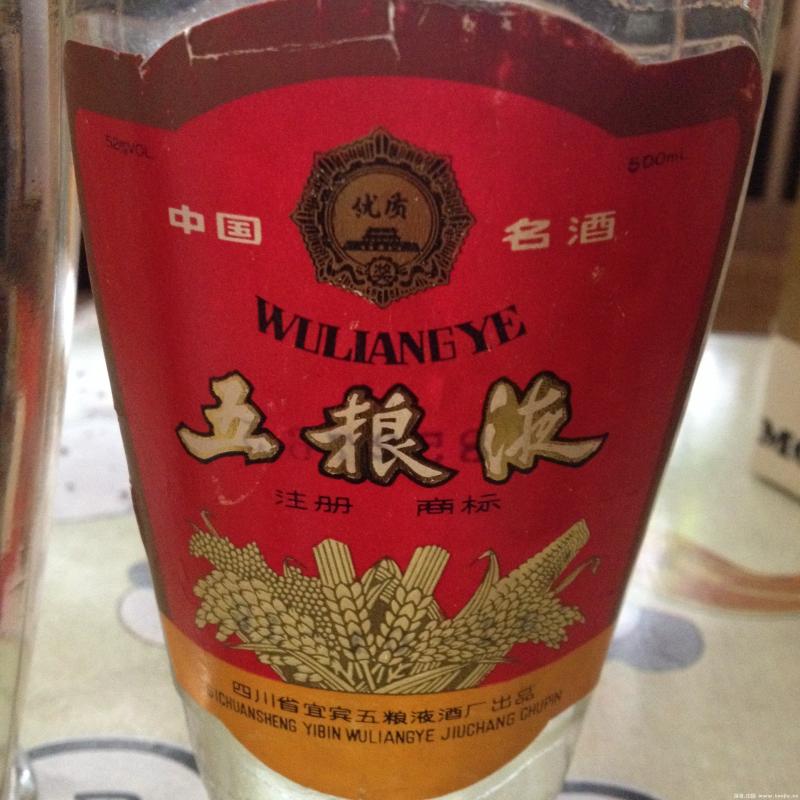 52%VOL
500mL
优质
奖
中国 名酒
WULIANGYE
五粮液
注册 商标
四川省宜宾五粮液酒厂出品
SICHUANSHENG YIBIN WULIANGYE JIUCHANG CHUPIN